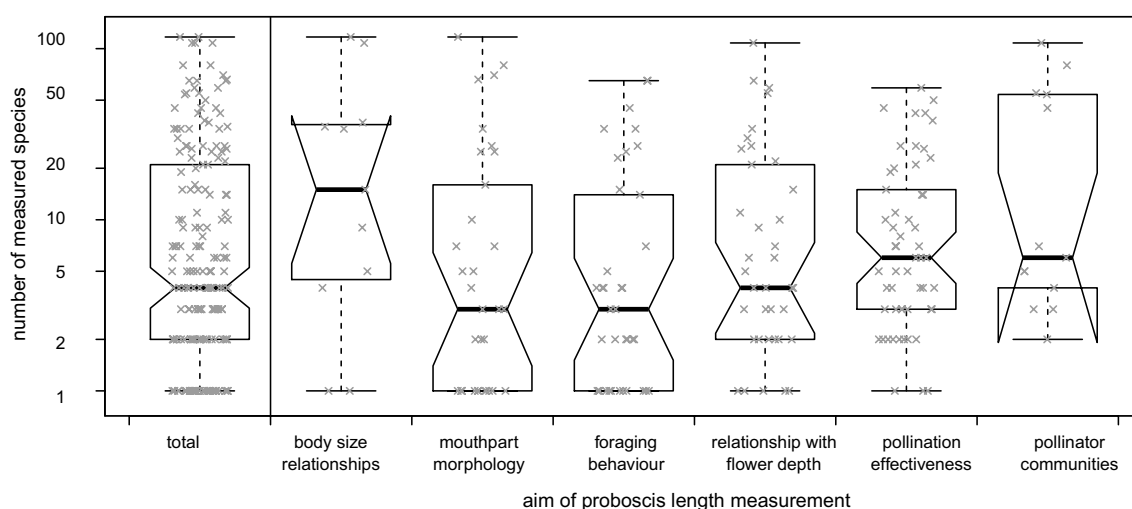 number of measured species
100
50
20
10
5
2
1
total
body size
relationships
mouthpart
morphology
foraging
behaviour
relationship with
flower depth
pollination
effectiveness
pollinator
communities
aim of proboscis length measurement